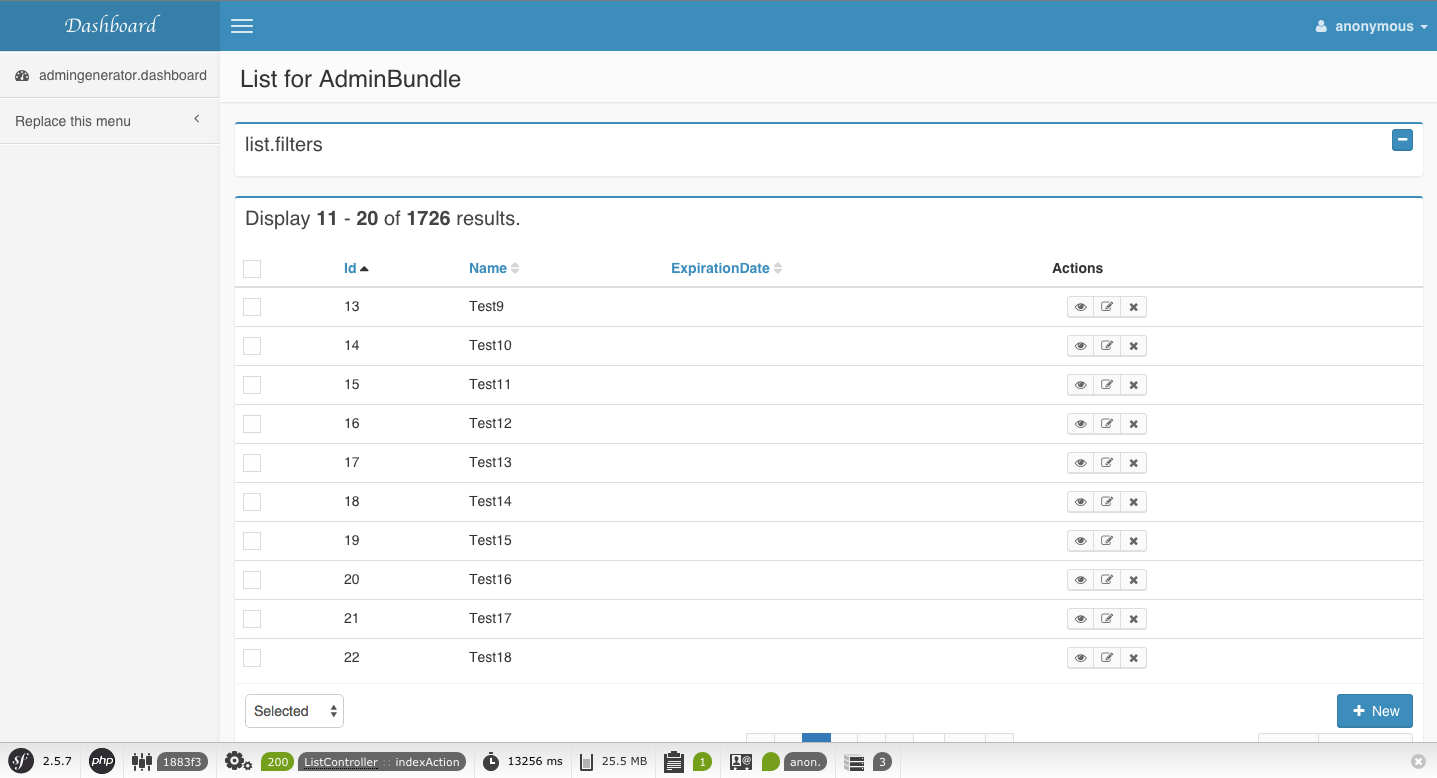 Dashboard
anonymous
admingenerator.dashboard
List for AdminBundle
Replace this menu
list.filters
Display 11 - 20 of 1726 results.
Id Name ExpirationDate Actions
13 Test9
14 Test10
15 Test11
16 Test12
17 Test13
18 Test14
19 Test15
20 Test16
21 Test17
22 Test18
Selected
New
sf 2.5.7 php 1883f3 200 ListController :: indexAction 13256 ms 25.5 MB 1 anon. 3